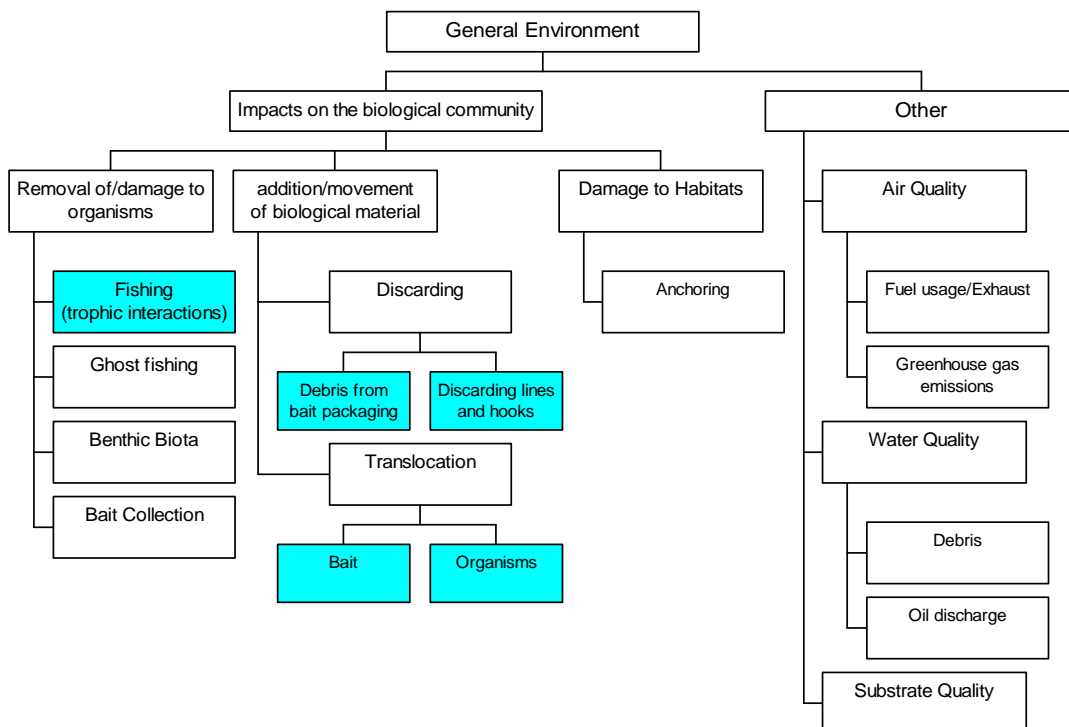 General Environment
Impacts on the biological community
Other
Removal of/damage to
organisms
addition/movement
of biological material
Damage to Habitats
Air Quality
Fishing
(trophic interactions)
Discarding
Anchoring
Fuel usage/Exhaust
Ghost fishing
Debris from
bait packaging
Discarding lines
and hooks
Greenhouse gas
emissions
Benthic Biota
Translocation
Water Quality
Bait Collection
Bait
Organisms
Debris
Oil discharge
Substrate Quality